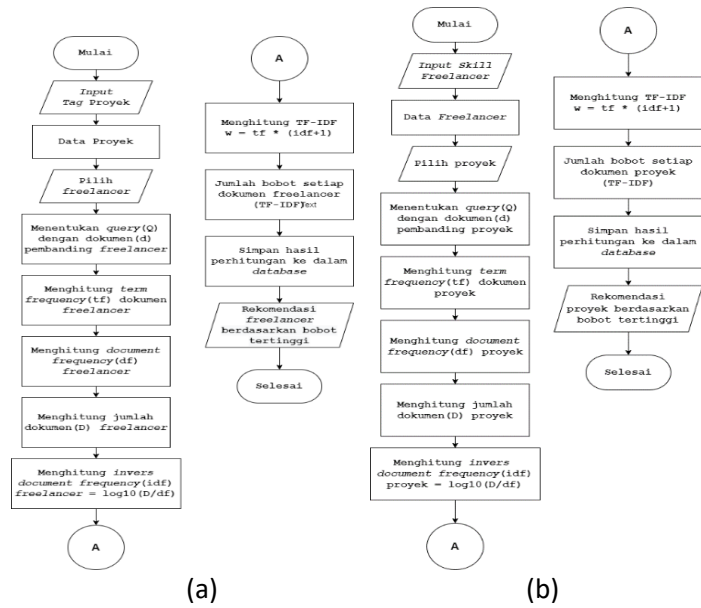 Mulai
Input
Tag Proyek
Data Proyek
Pilih
freelancer
Menentukan query(Q)
dengan dokumen(d)
pembanding freelancer
Menghitung term
frequency(tf) dokumen
freelancer
Menghitung document
frequency(df)
freelancer
Menghitung jumlah
dokumen(D) freelancer
Menghitung invers
document frequency(idf)
freelancer = log10(D/df)
A
A
Menghitung TF-IDF
w = tf * (idf+1)
Jumlah bobot setiap
dokumen freelancer
(TF-IDF)Text
Simpan hasil
perhitungan ke dalam
database
Rekomendasi
freelancer
berdasarkan bobot
tertinggi
Selesai
(a)
Mulai
Input Skill
Freelancer
Data Freelancer
Pilih proyek
Menentukan query(Q)
dengan dokumen(d)
pembanding proyek
Menghitung term
frequency(tf) dokumen
proyek
Menghitung document
frequency(df) proyek
Menghitung jumlah
dokumen(D) proyek
Menghitung invers
document frequency(idf)
proyek = log10(D/df)
A
A
Menghitung TF-IDF
w = tf * (idf+1)
Jumlah bobot setiap
dokumen proyek
(TF-IDF)
Simpan hasil
perhitungan ke dalam
database
Rekomendasi
proyek berdasarkan
bobot tertinggi
Selesai
(b)